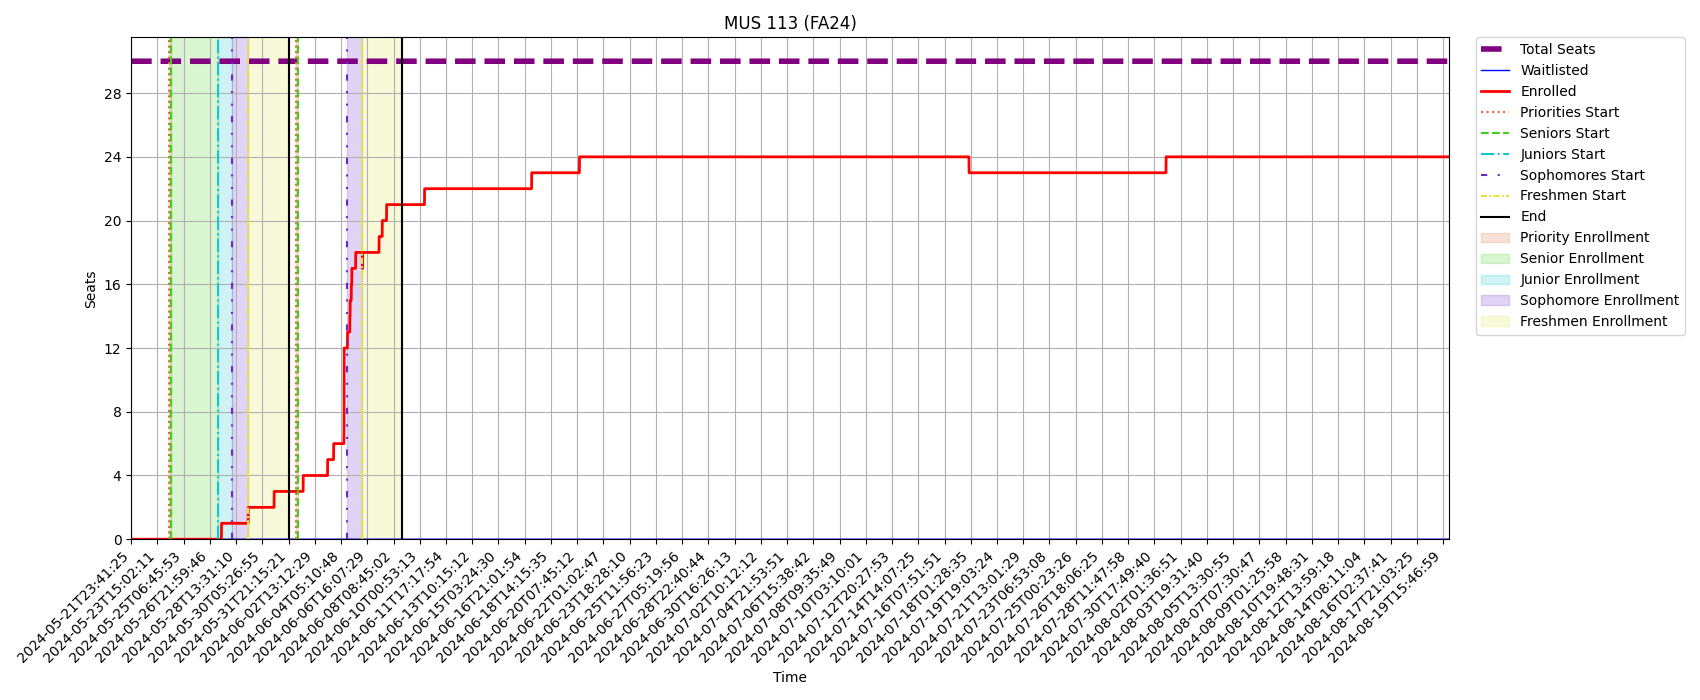 MUS 113 (FA24)
Seats
28
24
20
16
12
8
4
0
2024-05-21T23:41:25
2024-05-23T15:02:11
2024-05-25T06:45:53
2024-05-26T21:59:46
2024-05-28T13:31:10
2024-05-30T05:26:55
2024-05-31T21:15:21
2024-06-02T13:12:29
2024-06-04T05:10:48
2024-06-06T16:07:29
2024-06-08T08:45:02
2024-06-10T00:53:13
2024-06-11T17:17:54
2024-06-13T10:15:12
2024-06-15T03:24:30
2024-06-16T21:01:54
2024-06-18T14:15:35
2024-06-20T07:45:12
2024-06-22T01:02:47
2024-06-23T18:28:10
2024-06-25T11:56:23
2024-06-27T05:19:56
2024-06-28T22:40:44
2024-06-30T16:26:13
2024-07-02T10:12:12
2024-07-04T21:53:51
2024-07-06T15:38:42
2024-07-08T09:35:49
2024-07-10T03:10:01
2024-07-12T20:27:53
2024-07-14T14:07:25
2024-07-16T07:51:51
2024-07-18T01:28:35
2024-07-19T19:03:24
2024-07-21T13:01:29
2024-07-23T06:53:08
2024-07-25T00:23:26
2024-07-26T18:06:25
2024-07-28T11:47:58
2024-07-30T17:49:40
2024-08-02T01:36:51
2024-08-03T19:31:40
2024-08-05T13:30:55
2024-08-07T07:30:47
2024-08-09T01:25:58
2024-08-10T19:48:31
2024-08-12T13:59:18
2024-08-14T08:11:04
2024-08-16T02:37:41
2024-08-17T21:03:25
2024-08-19T15:46:59
Time
Total Seats
Waitlisted
Enrolled
Priorities Start
Seniors Start
Juniors Start
Sophomores Start
Freshmen Start
End
Priority Enrollment
Senior Enrollment
Junior Enrollment
Sophomore Enrollment
Freshmen Enrollment